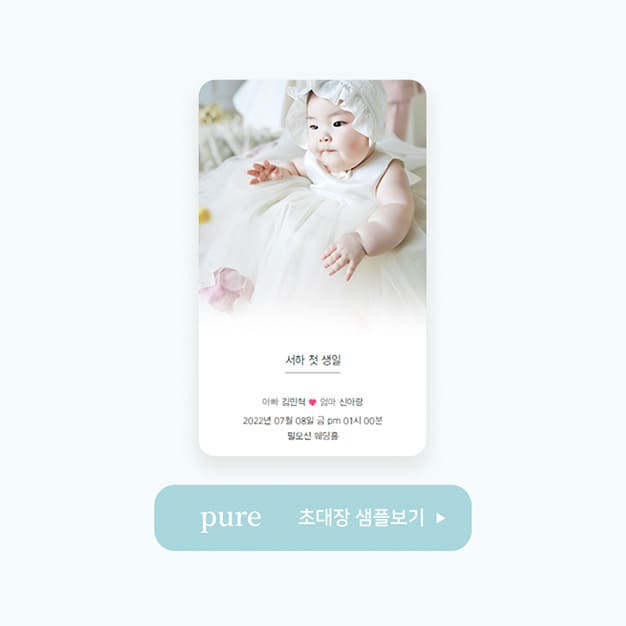 서하 첫 생일
아빠 김민혁 ♥ 엄마 신아랑
2022년 07월 08일 금 pm 01시 00분
밀모션 웨딩홀
pure 초대장 샘플보기 ▶